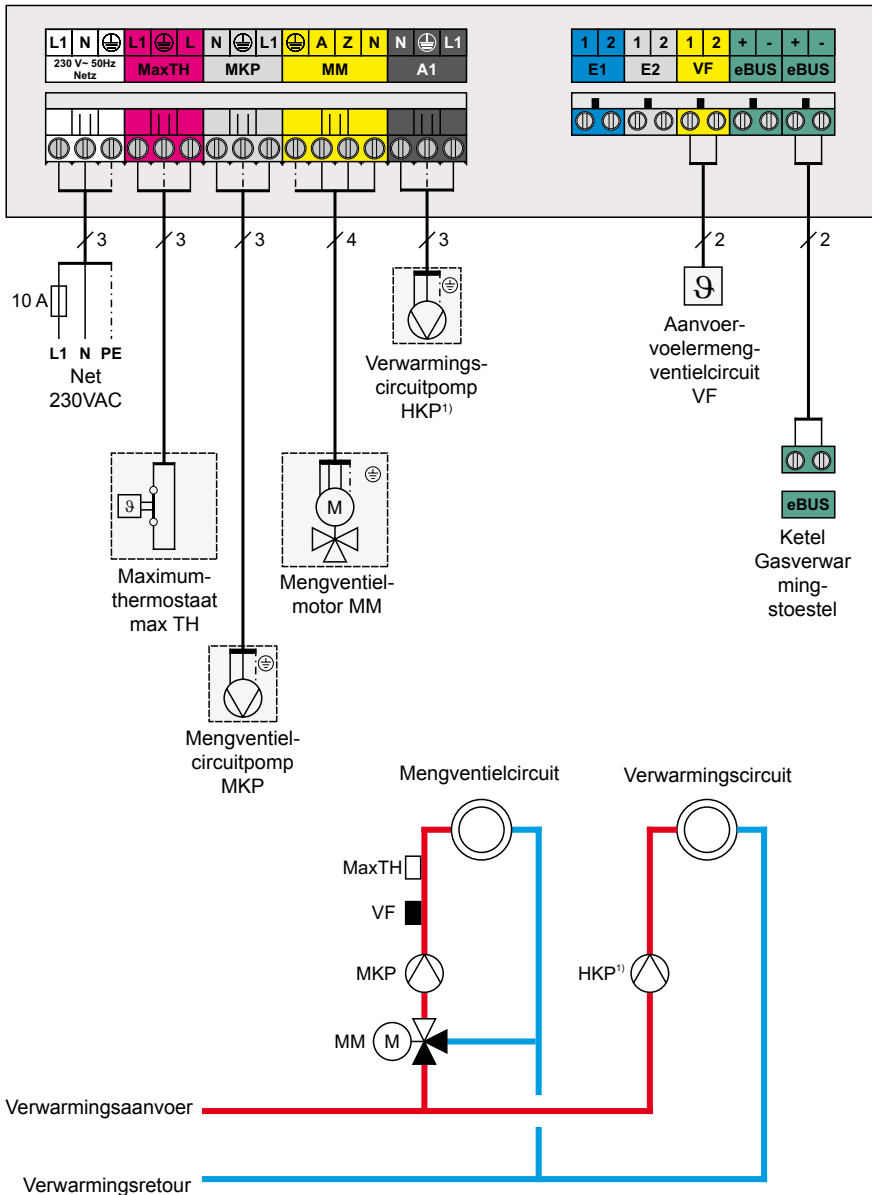 L1 N L1 L N L1 A Z N N L1
230 V~ 50Hz
Netz
MaxTH MKP MM A1
1 2 1 2 1 2 + - + -
E1 E2 VF eBUS eBUS
3 3 3 4 3 2 2
10 A
L1 N PE
Net
230VAC
Verwarmings-
circuitpomp
HKP1)
ϑ
Aanvoer-
voelermeng-
ventielcircuit
VF
ϑ
Maximum-
thermostaat
max TH
M
Mengventiel-
motor MM
eBUS
Ketel
Gasverwar
ming-
stoestel
Mengventiel-
circuitpomp
MKP
Mengventielcircuit
Verwarmingscircuit
MaxTH
VF
MKP
HKP1)
MM M
Verwarmingsaanvoer
Verwarmingsretour